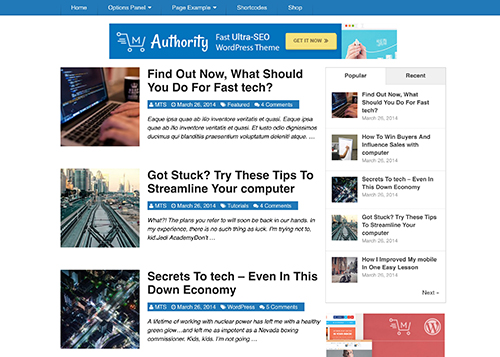 Home Options Panel Page Example Shortcodes Shop
M Authority Fast Ultra-SEO
WordPress Theme
GET IT NOW
Find Out Now, What Should
You Do For Fast tech?
MTS March 26, 2014 Featured 4 Comments
Eaque ipsa quae ab illo inventore veritatis et quasi. Eaque ipsa
quae ab illo inventore veritatis et quasi. Et iusto odio dignissimos
ducimus qui blanditiis praesentium voluptatum deleniti atque. …
Got Stuck? Try These Tips To
Streamline Your computer
MTS March 26, 2014 Tutorials 4 Comments
What?! The plans you refer to will soon be back in our hands. In
my experience, there is no such thing as luck. I'm trying not to,
kid.Jedi AcademyDon't …
Secrets To tech – Even In This
Down Economy
MTS March 26, 2014 WordPress 5 Comments
A lifetime of working with nuclear power has left me with a healthy
green glow…and left me as impotent as a Nevada boxing
commissioner. Kids, kids. I'm not going …
Popular Recent
Find Out Now, What
Should You Do For Fast
tech?
March 26, 2014
How To Win Buyers And
Influence Sales with
computer
March 26, 2014
Secrets To tech – Even In
This Down Economy
March 26, 2014
Got Stuck? Try These Tips
To Streamline Your
computer
March 26, 2014
How I Improved My mobile
In One Easy Lesson
March 26, 2014
Next »
M